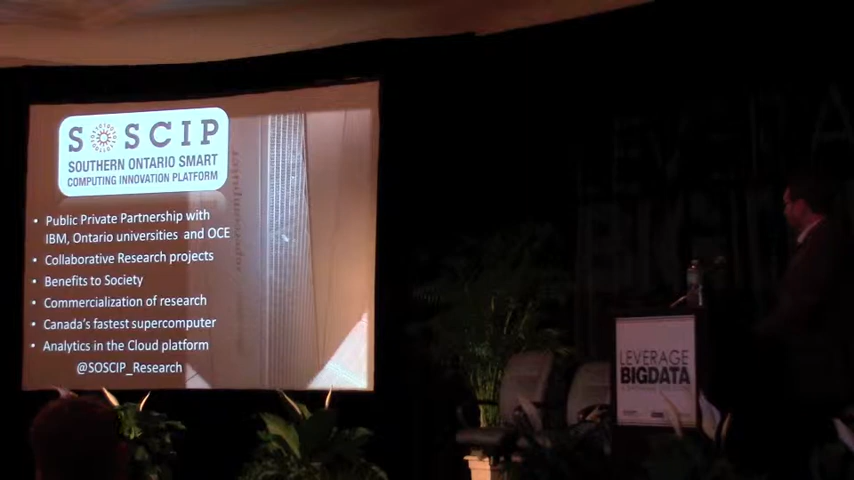 SOSCIP
SOUTHERN ONTARIO SMART
COMPUTING INNOVATION PLATFORM
• Public Private Partnership with
IBM, Ontario universities and OCE
• Collaborative Research projects
• Benefits to Society
• Commercialization of research
• Canada's fastest supercomputer
• Analytics in the Cloud platform
@SOSCIP_Research
supercomputer
LEVERAGE
BIGDATA